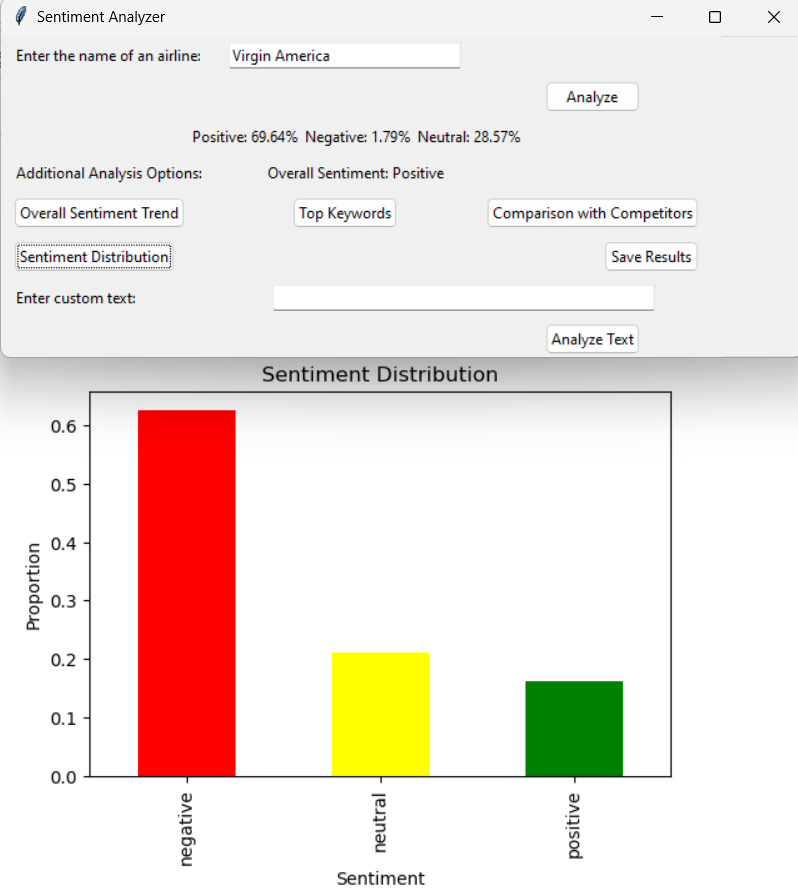 Sentiment Analyzer
Enter the name of an airline: Virgin America
Analyze
Positive: 69.64% Negative: 1.79% Neutral: 28.57%
Additional Analysis Options: Overall Sentiment: Positive
Overall Sentiment Trend Top Keywords Comparison with Competitors
Sentiment Distribution Save Results
Enter custom text:
Analyze Text
Sentiment Distribution
0.6
0.5
0.4
0.3
0.2
0.1
0.0
Proportion
negative neutral positive
Sentiment